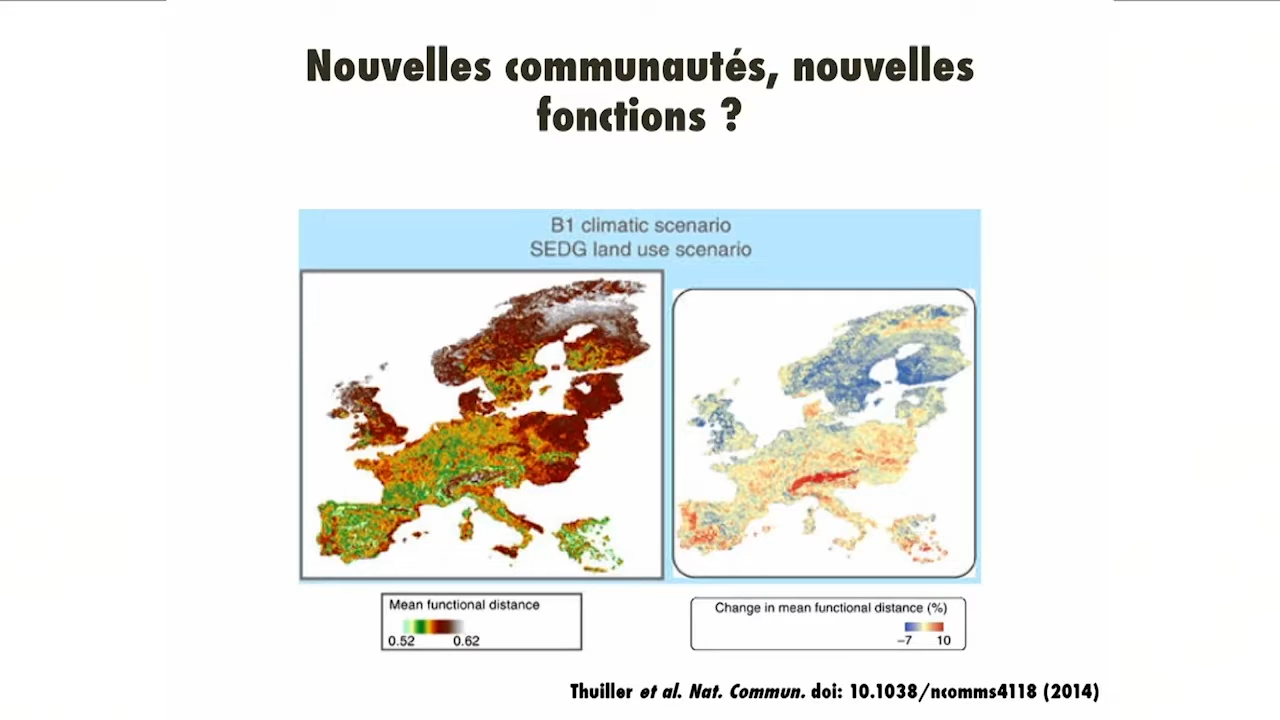 Nouvelles communautés, nouvelles
fonctions ?
B1 climatic scenario
SEDG land use scenario
Mean functional distance
0.52 0.62
Change in mean functional distance (%)
−7 10
Thuiller et al. Nat. Commun. doi: 10.1038/ncomms4118 (2014)